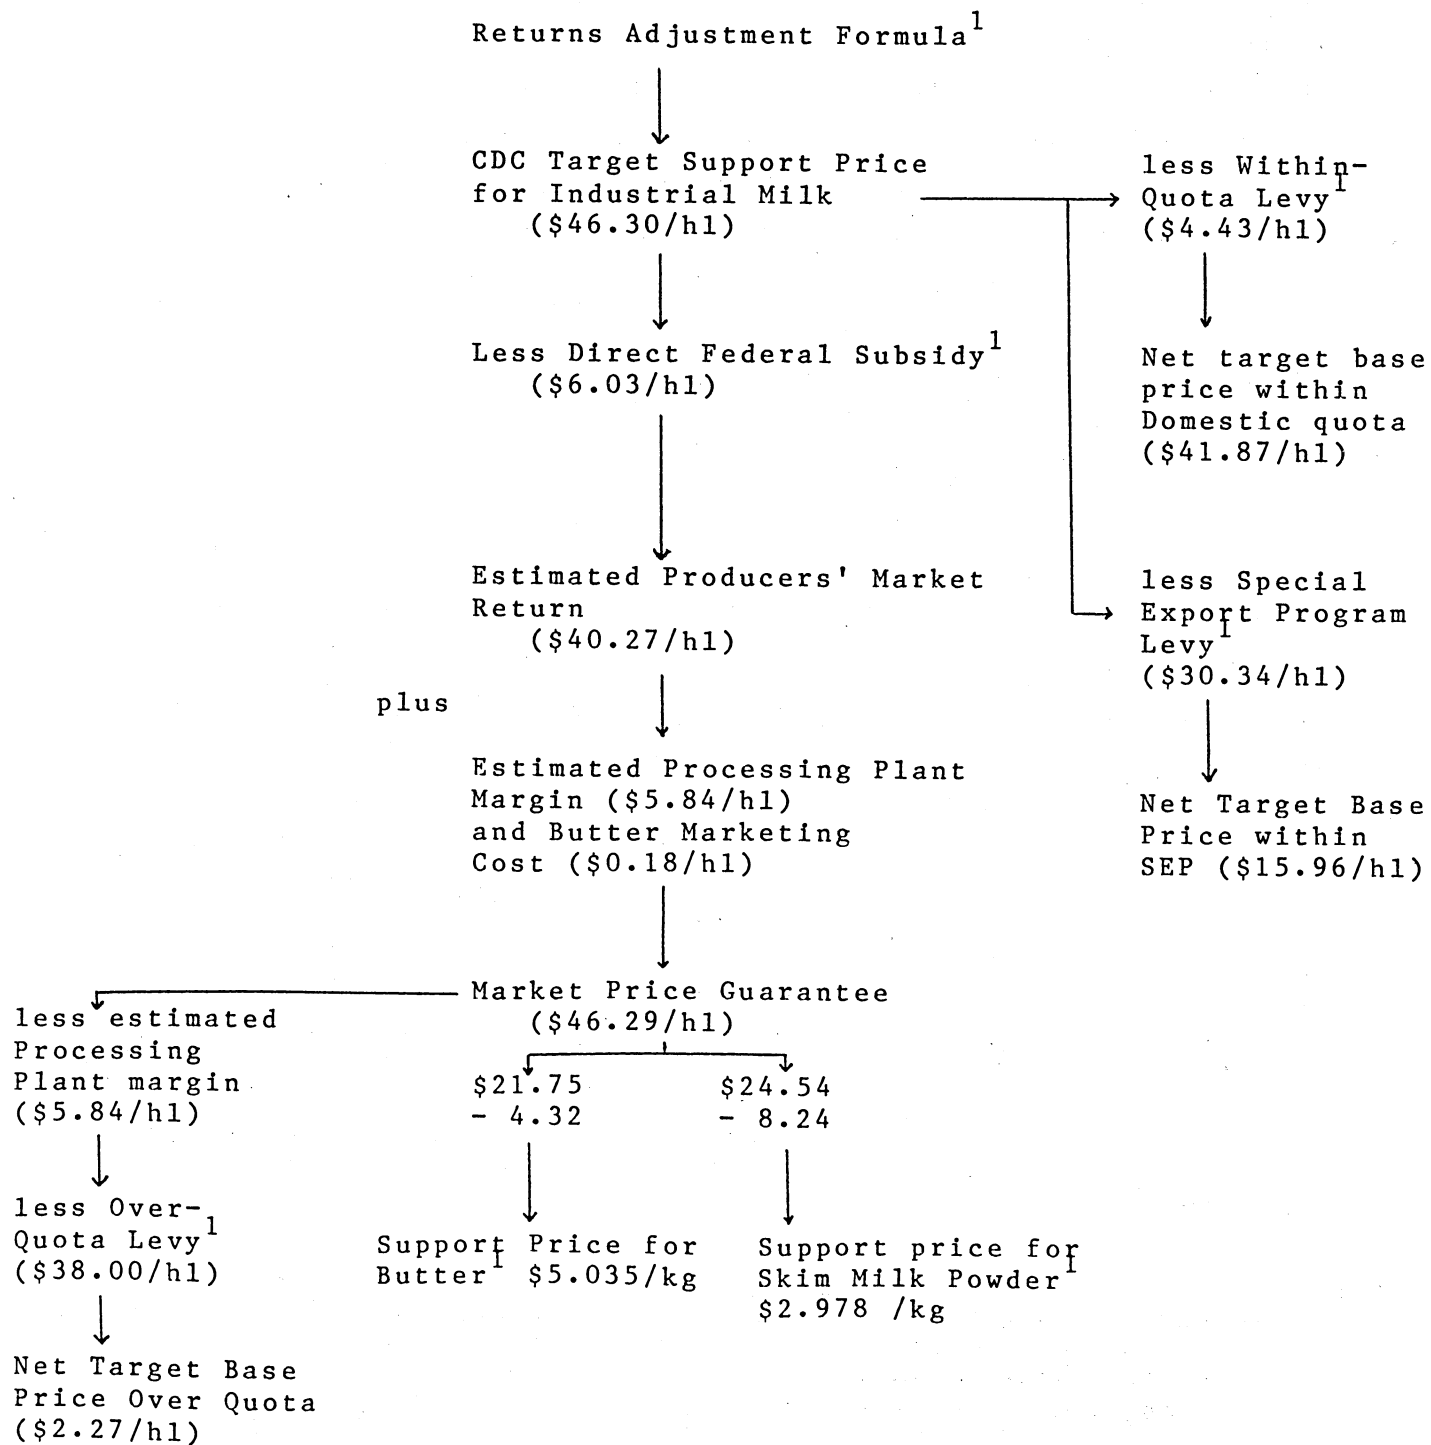 Returns Adjustment Formula1
CDC Target Support Price
for Industrial Milk
($46.30/hl)
less Within-
Quota Levy1
($4.43/hl)
Less Direct Federal Subsidy1
($6.03/hl)
Net target base
price within
Domestic quota
($41.87/hl)
Estimated Producers' Market
Return
($40.27/hl)
less Special
Export Program
Levy1
($30.34/hl)
plus
Estimated Processing Plant
Margin ($5.84/hl)
and Butter Marketing
Cost ($0.18/hl)
Net Target Base
Price within
SEP ($15.96/hl)
Market Price Guarantee
($46.29/hl)
less estimated
Processing
Plant margin
($5.84/hl)
$21.75
- 4.32
$24.54
- 8.24
less Over-
Quota Levy1
($38.00/hl)
Support Price for
Butter1 $5.035/kg
Support price for
Skim Milk Powder1
$2.978 /kg
Net Target Base
Price Over Quota
($2.27/hl)